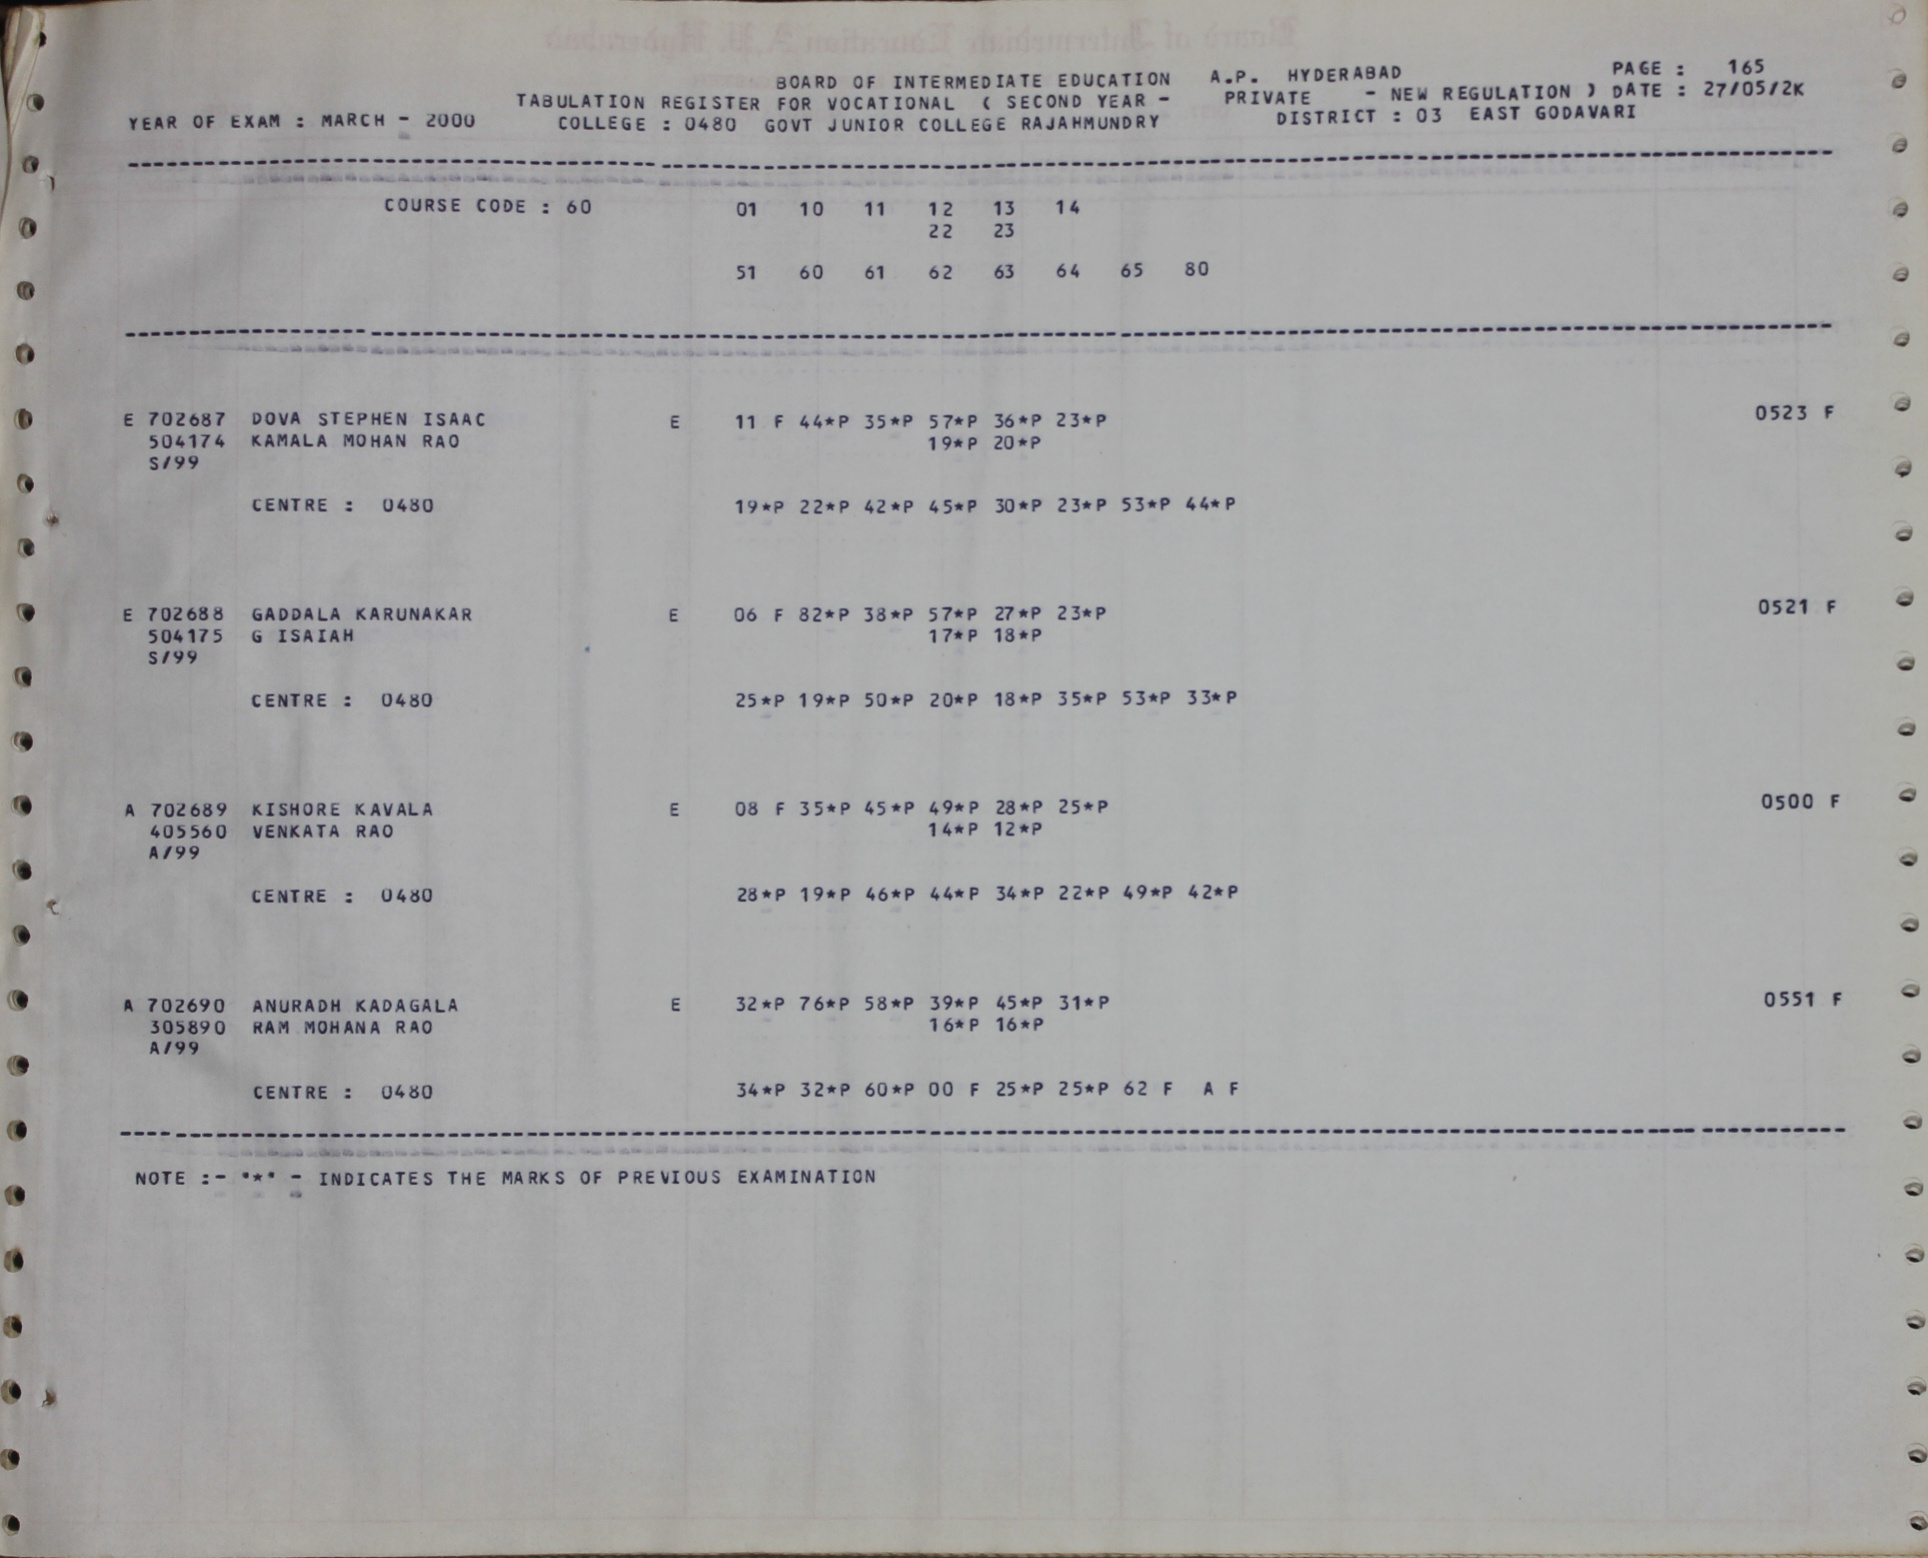 BOARD OF INTERMEDIATE EDUCATION A.P. HYDERABAD PAGE : 165
TABULATION REGISTER FOR VOCATIONAL ( SECOND YEAR - PRIVATE - NEW REGULATION ) DATE : 27/05/2K
YEAR OF EXAM : MARCH - 2000 COLLEGE : 0480 GOVT JUNIOR COLLEGE RAJAHMUNDRY DISTRICT : 03 EAST GODAVARI
COURSE CODE : 60 01 10 11 12 13 14
22 23
51 60 61 62 63 64 65 80
E 702687 DOVA STEPHEN ISAAC E 11 F 44*P 35*P 57*P 36*P 23*P 0523 F
504174 KAMALA MOHAN RAO 19*P 20*P
S/99
CENTRE : 0480 19*P 22*P 42*P 45*P 30*P 23*P 53*P 44*P
E 702688 GADDALA KARUNAKAR E 06 F 82*P 38*P 57*P 27*P 23*P 0521 F
504175 G ISAIAH 17*P 18*P
S/99
CENTRE : 0480 25*P 19*P 50*P 20*P 18*P 35*P 53*P 33*P
A 702689 KISHORE KAVALA E 08 F 35*P 45*P 49*P 28*P 25*P 0500 F
405560 VENKATA RAO 14*P 12*P
A/99
CENTRE : 0480 28*P 19*P 46*P 44*P 34*P 22*P 49*P 42*P
A 702690 ANURADH KADAGALA E 32*P 76*P 58*P 39*P 45*P 31*P 0551 F
305890 RAM MOHANA RAO 16*P 16*P
A/99
CENTRE : 0480 34*P 32*P 60*P 00 F 25*P 25*P 62 F A F
NOTE :- "*" - INDICATES THE MARKS OF PREVIOUS EXAMINATION